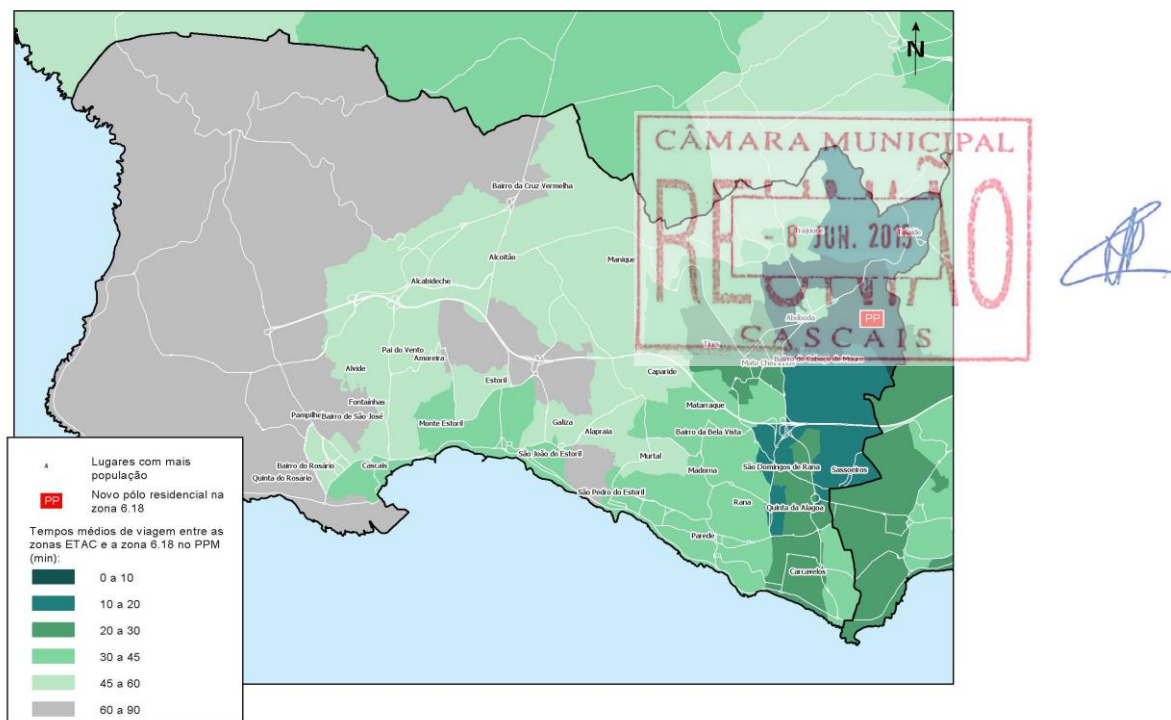 N
CÂMARA MUNICIPAL
REUNIÃO
- 8 JUN. 2015
CASCAIS
Bairro da Cruz Vermelha
Trajouce
Talaíde
Alcoitão
Manique
Alcabideche
Abóboda
PP
Tires
Pai do Vento
Amoreira
Bairro do Cabeço de Mouro
Alvide
Estoril
Caparide
Fontaínhas
Matarraque
Pampilhe
Bairro de São José
Monte Estoril
Galiza
Alapraia
Bairro da Bela Vista
São João do Estoril
Murtal
Bairro do Rosário
Cascais
Madorna
São Domingos de Rana
Sassoeiros
Quinta do Rosário
São Pedro do Estoril
Rana
Quinta da Alagoa
Parede
Carcavelos
Lugares com mais
população
PP
Novo pólo residencial na
zona 6.18
Tempos médios de viagem entre as
zonas ETAC e a zona 6.18 no PPM
(min):
0 a 10
10 a 20
20 a 30
30 a 45
45 a 60
60 a 90